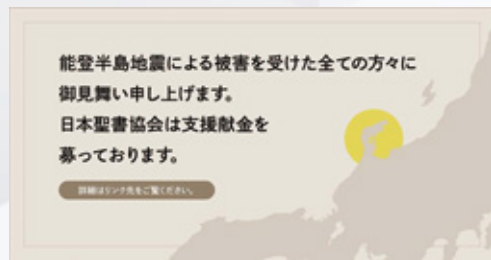 能登半島地震による被害を受けた全ての方々に
御見舞い申し上げます。
日本聖書協会は支援献金を
募っております。
詳細はリンク先をご覧ください。